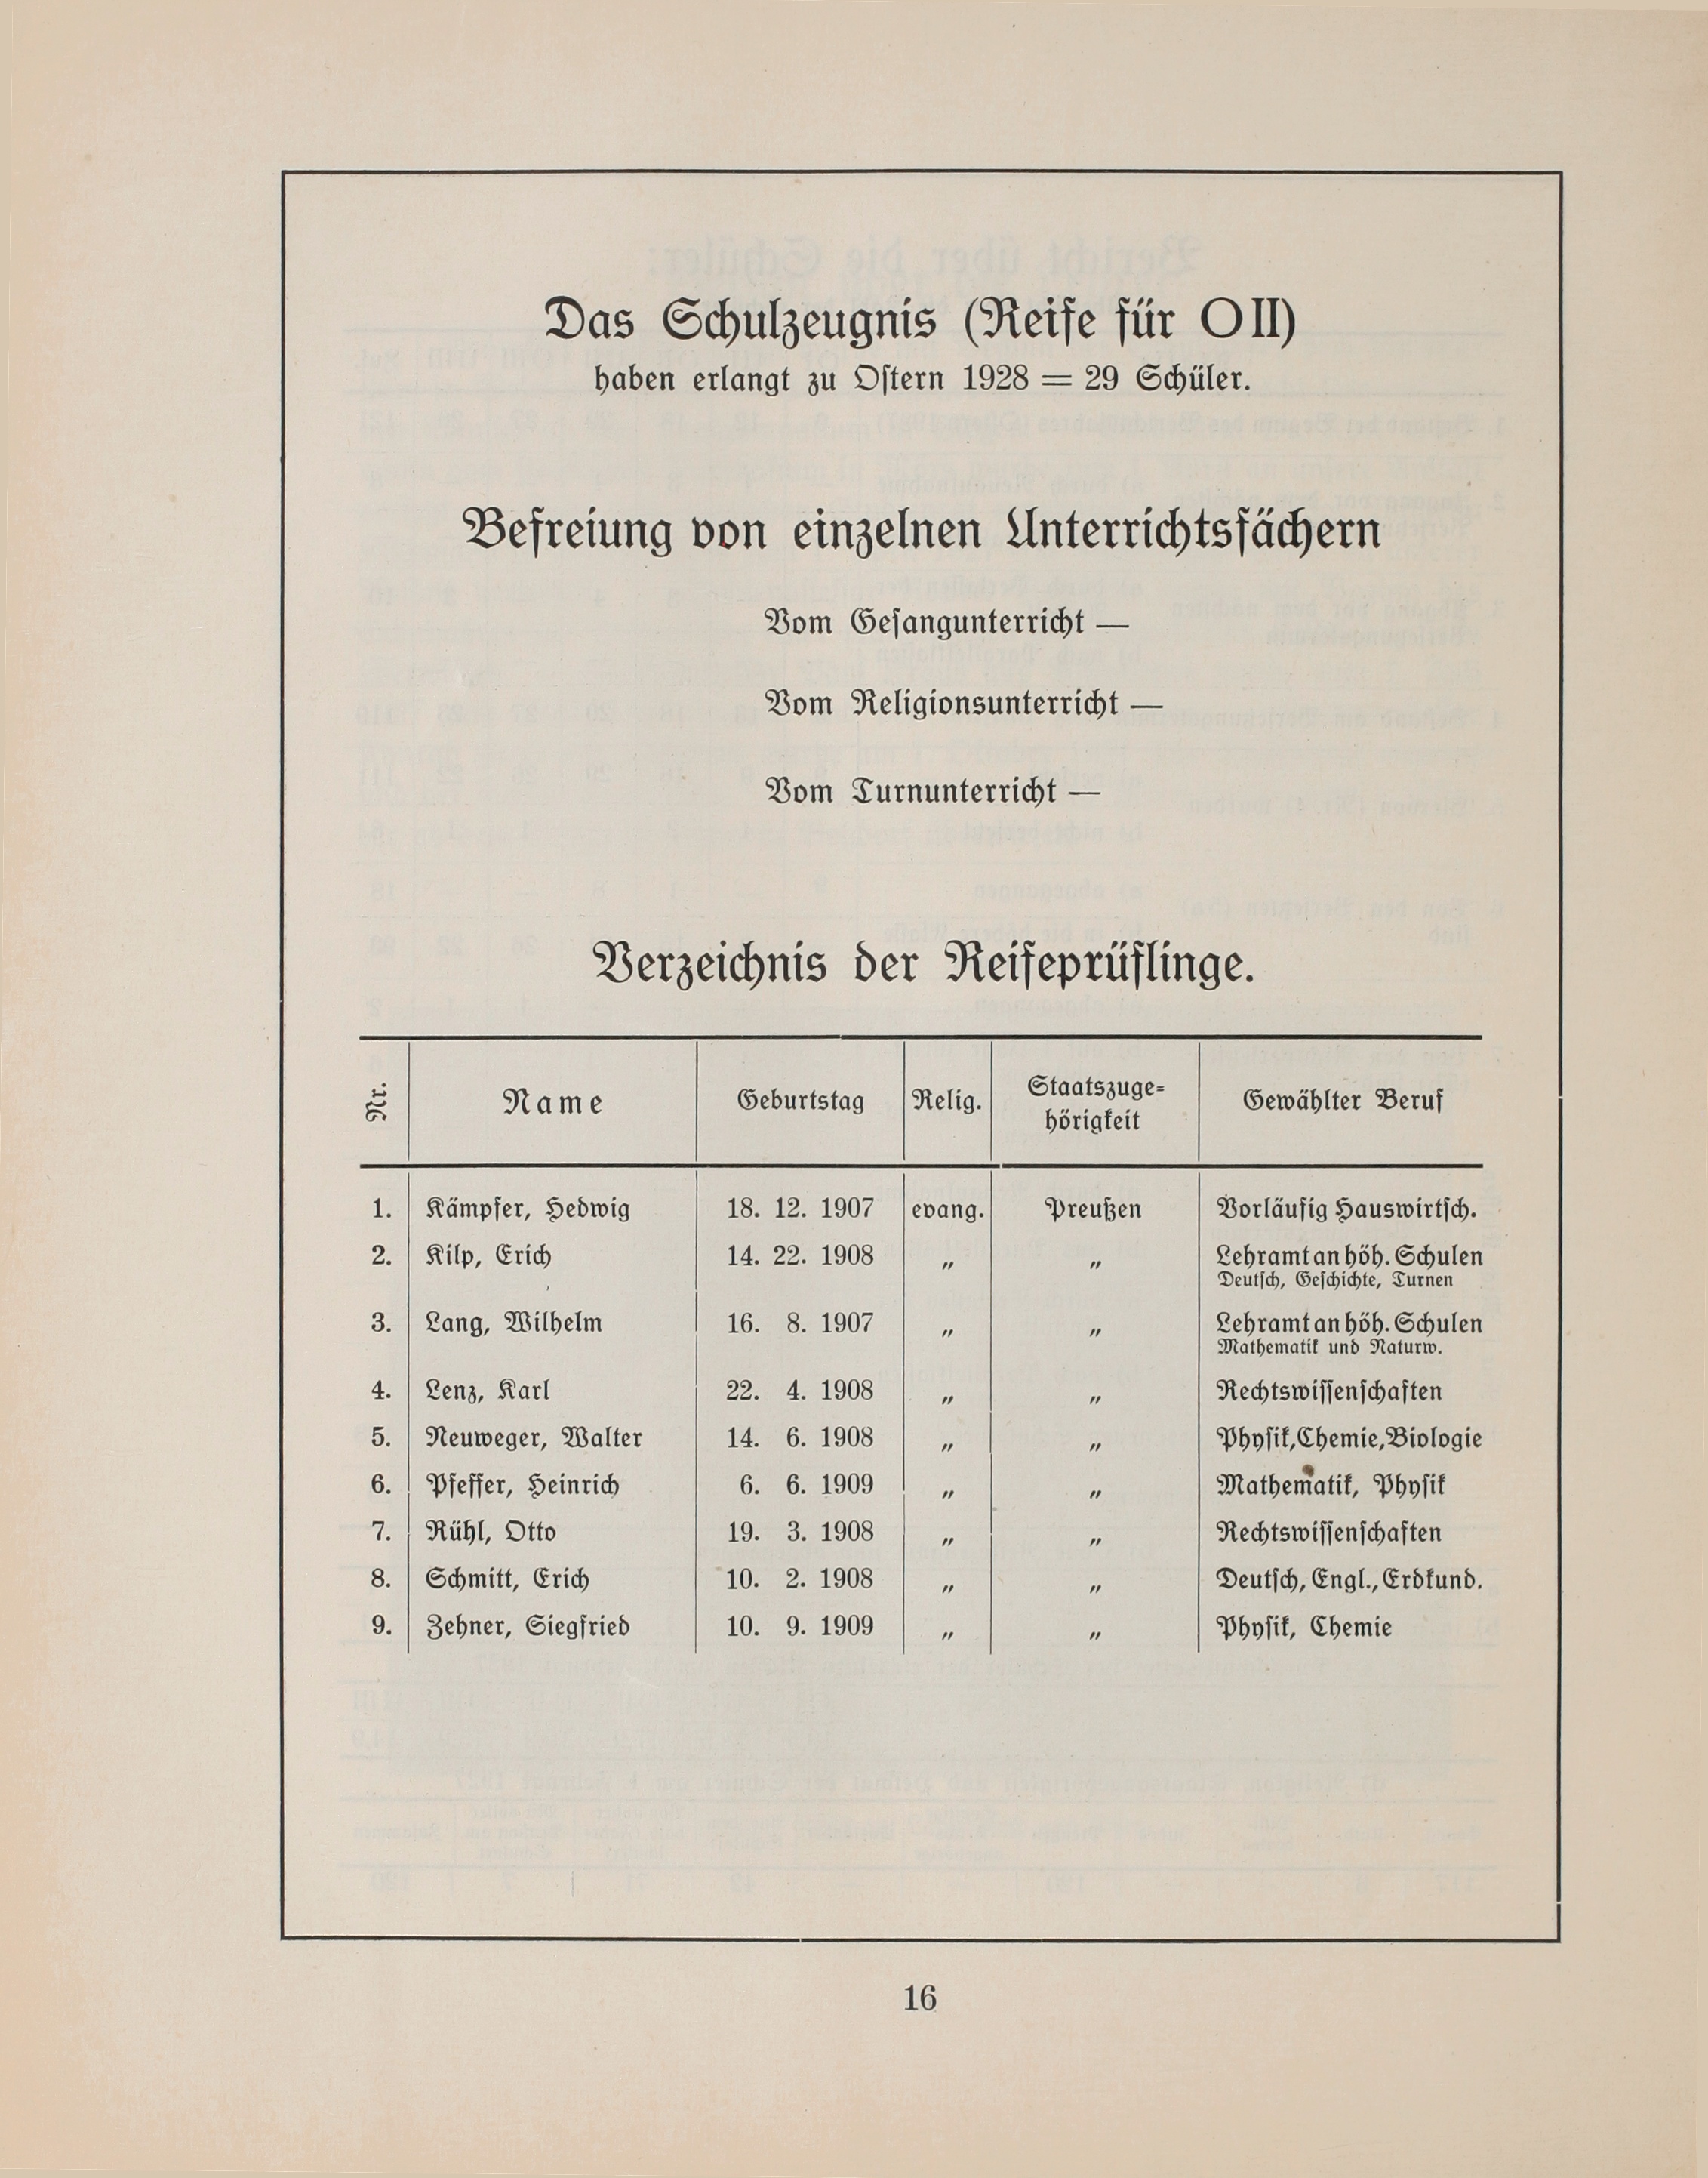 Das Schulzeugnis (Reife für O II)
haben erlangt zu Ostern 1928 = 29 Schüler.
Befreiung von einzelnen Unterrichtsfächern
Vom Gesangunterricht —
Vom Religionsunterricht —
Vom Turnunterricht —
Verzeichnis der Reifeprüflinge.
Nr. Name Geburtstag Relig. Staatszuge-hörigkeit Gewählter Beruf
1. Kämpfer, Hedwig 18. 12. 1907 evang. Preußen Vorläufig Hauswirtsch.
2. Kilp, Erich 14. 22. 1908 „ „ Lehramt an höh. Schulen
Deutsch, Geschichte, Turnen
3. Lang, Wilhelm 16. 8. 1907 „ „ Lehramt an höh. Schulen
Mathematik und Naturw.
4. Lenz, Karl 22. 4. 1908 „ „ Rechtswissenschaften
5. Neuweger, Walter 14. 6. 1908 „ „ Physik, Chemie, Biologie
6. Pfeffer, Heinrich 6. 6. 1909 „ „ Mathematik, Physik
7. Rühl, Otto 19. 3. 1908 „ „ Rechtswissenschaften
8. Schmitt, Erich 10. 2. 1908 „ „ Deutsch, Engl., Erdkund.
9. Zehner, Siegfried 10. 9. 1909 „ „ Physik, Chemie
16